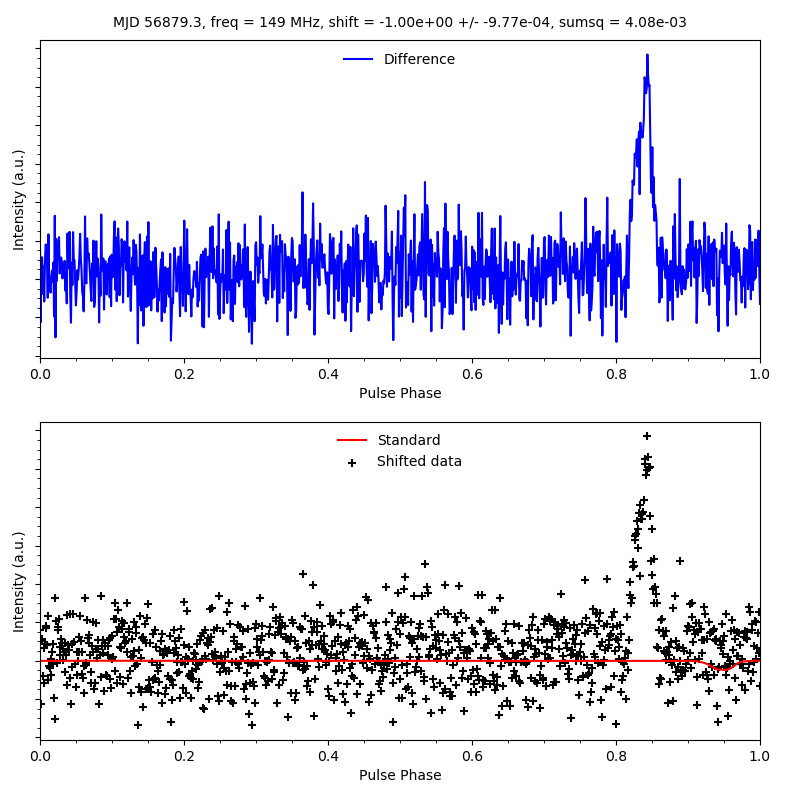 MJD 56879.3, freq = 149 MHz, shift = -1.00e+00 +/- -9.77e-04, sumsq = 4.08e-03
Difference
Intensity (a.u.)
0.0 0.2 0.4 0.6 0.8 1.0
Pulse Phase
Standard
Shifted data
Intensity (a.u.)
0.0 0.2 0.4 0.6 0.8 1.0
Pulse Phase